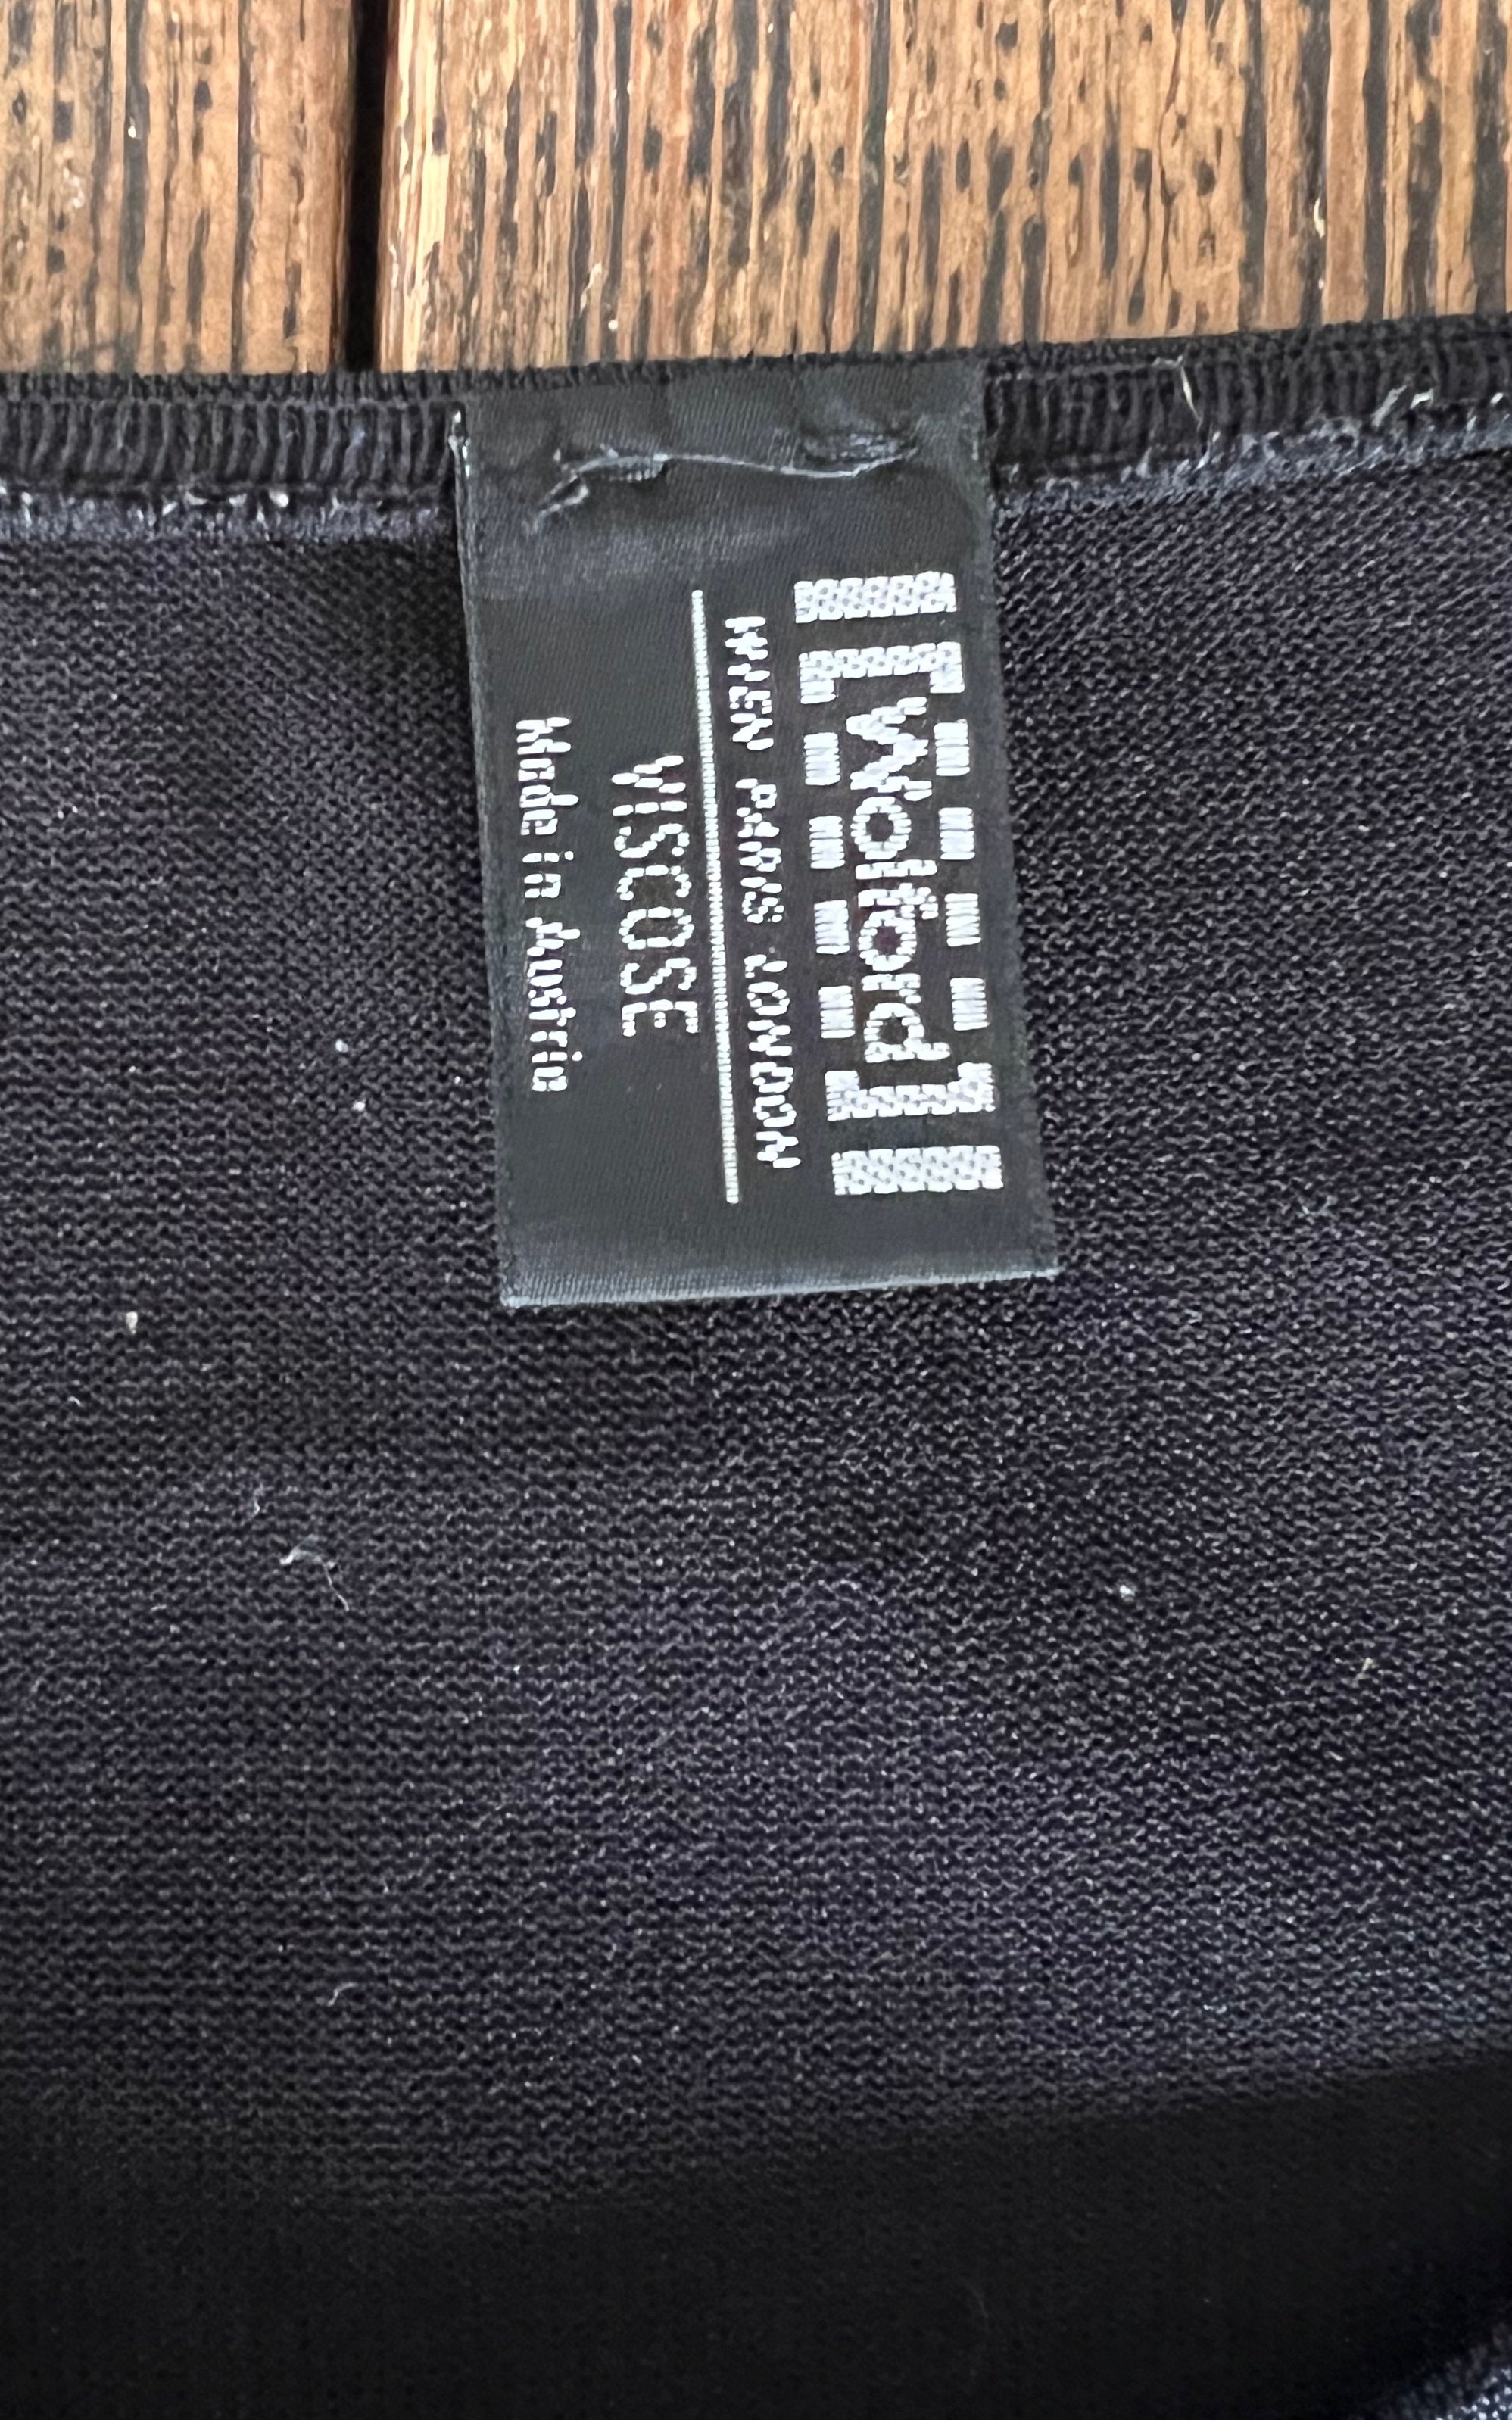 Wolford
WIEN PARIS LONDON
VISCOSE
Made in Austria